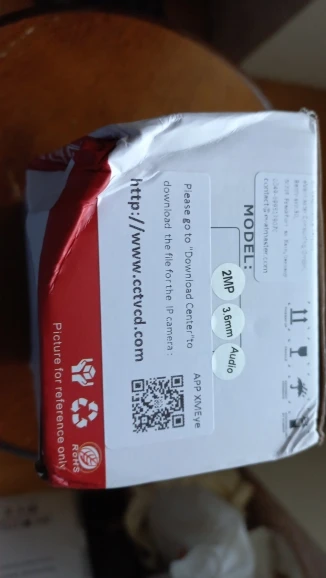 MODEL:
2MP
3.6mm
Audio
Please go to "Download Center" to
download the file for the IP camera :
http://www.cctvcd.com
APP XMEye
Picture for reference only
RoHS